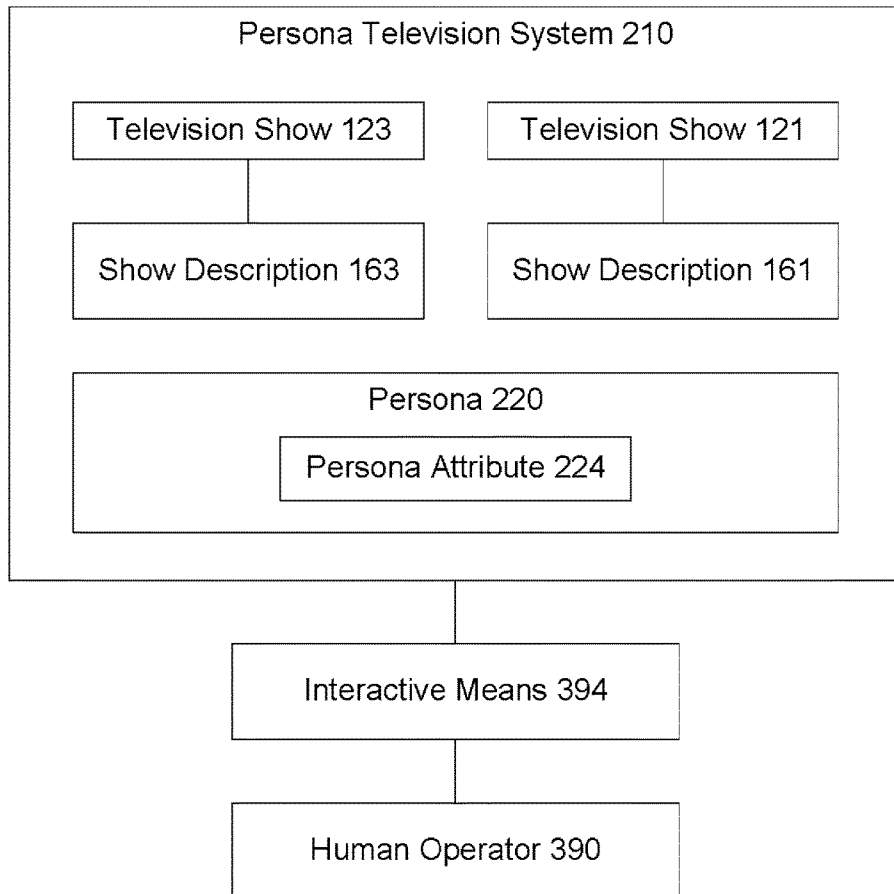 Persona Television System 210
Television Show 123
Television Show 121
Show Description 163
Show Description 161
Persona 220
Persona Attribute 224
Interactive Means 394
Human Operator 390